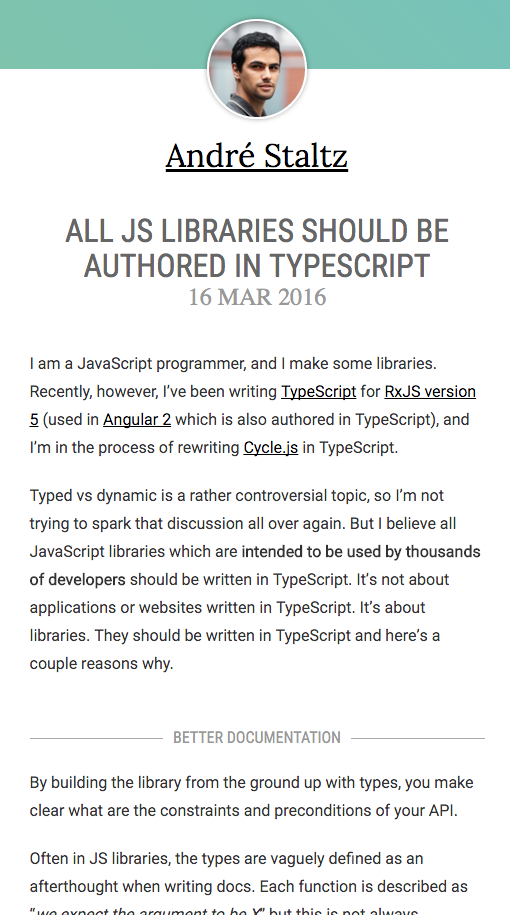 André Staltz
ALL JS LIBRARIES SHOULD BE
AUTHORED IN TYPESCRIPT
16 MAR 2016
I am a JavaScript programmer, and I make some libraries.
Recently, however, I’ve been writing TypeScript for RxJS version
5 (used in Angular 2 which is also authored in TypeScript), and
I’m in the process of rewriting Cycle.js in TypeScript.
Typed vs dynamic is a rather controversial topic, so I’m not
trying to spark that discussion all over again. But I believe all
JavaScript libraries which are intended to be used by thousands
of developers should be written in TypeScript. It’s not about
applications or websites written in TypeScript. It’s about
libraries. They should be written in TypeScript and here’s a
couple reasons why.
BETTER DOCUMENTATION
By building the library from the ground up with types, you make
clear what are the constraints and preconditions of your API.
Often in JS libraries, the types are vaguely defined as an
afterthought when writing docs. Each function is described as
“we expect the argument to be X” but this is not always